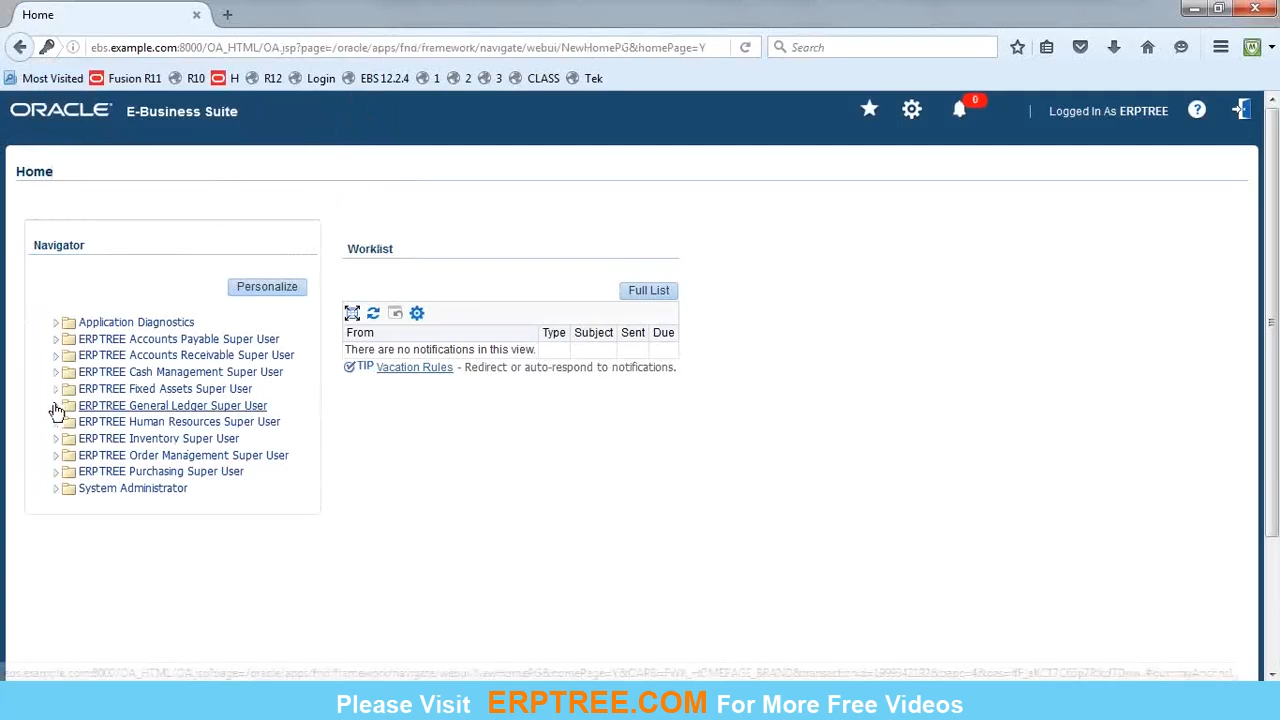 Home
ebs.example.com:8000/OA_HTML/OA.jsp?page=/oracle/apps/fnd/framework/navigate/webui/NewHomePG&homePage=Y
Search
Most Visited Fusion R11 R10 H R12 Login EBS 12.2.4 1 2 3 CLASS Tek
ORACLE E-Business Suite
0
Logged In As ERPTREE
Home
Navigator
Personalize
Application Diagnostics
ERPTREE Accounts Payable Super User
ERPTREE Accounts Receivable Super User
ERPTREE Cash Management Super User
ERPTREE Fixed Assets Super User
ERPTREE General Ledger Super User
ERPTREE Human Resources Super User
ERPTREE Inventory Super User
ERPTREE Order Management Super User
ERPTREE Purchasing Super User
System Administrator
Worklist
Full List
From Type Subject Sent Due
There are no notifications in this view.
TIP Vacation Rules - Redirect or auto-respond to notifications.
Please Visit ERPTREE.COM For More Free Videos